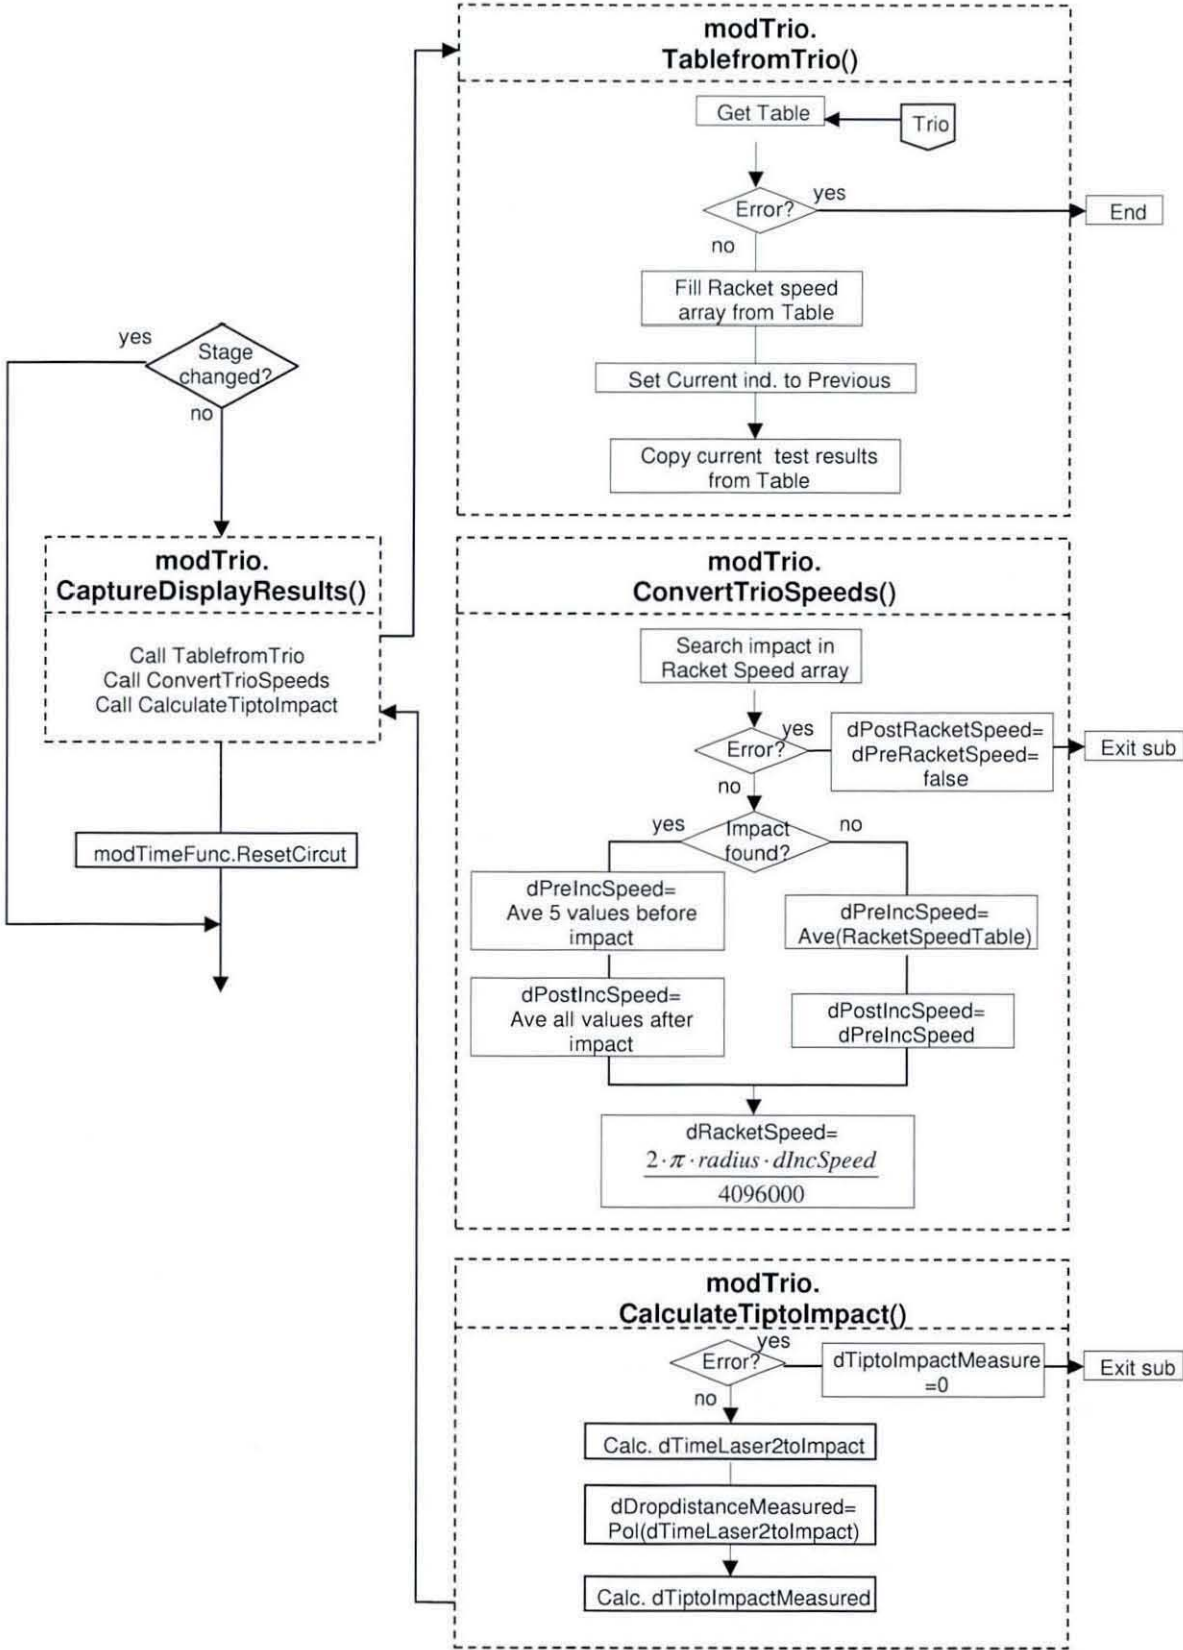 yes
Stage
changed?
no
modTrio.
CaptureDisplayResults()
Call TablefromTrio
Call ConvertTrioSpeeds
Call CalculateTiptoImpact
modTimeFunc.ResetCircut
modTrio.
TablefromTrio()
Get Table
Trio
Error?
yes
End
no
Fill Racket speed
array from Table
Set Current ind. to Previous
Copy current test results
from Table
modTrio.
ConvertTrioSpeeds()
Search impact in
Racket Speed array
Error?
yes
dPostRacketSpeed=
dPreRacketSpeed=
false
Exit sub
no
yes
Impact
found?
no
dPreIncSpeed=
Ave 5 values before
impact
dPreIncSpeed=
Ave(RacketSpeedTable)
dPostIncSpeed=
Ave all values after
impact
dPostIncSpeed=
dPreIncSpeed
dRacketSpeed=
2·π·radius·dIncSpeed
4096000
modTrio.
CalculateTiptoImpact()
Error?
yes
dTiptoImpactMeasure
=0
Exit sub
no
Calc. dTimeLaser2toImpact
dDropdistanceMeasured=
Pol(dTimeLaser2toImpact)
Calc. dTiptoImpactMeasured